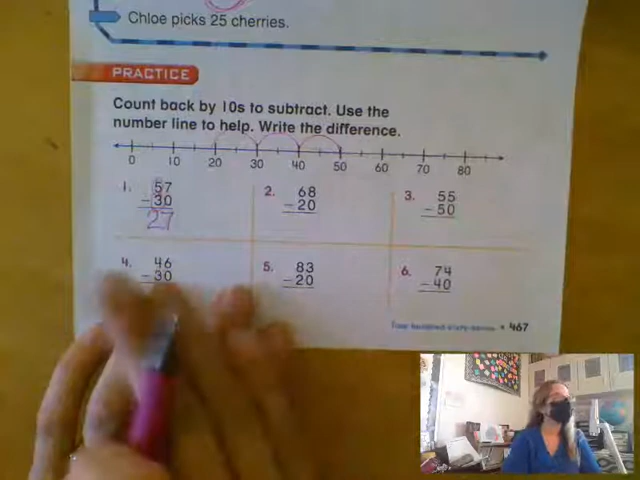 Chloe picks 25 cherries.
PRACTICE
Count back by 10s to subtract. Use the
number line to help. Write the difference.
0 10 20 30 40 50 60 70 80
1. 57 2. 68 3. 55
- 30 - 20 - 50
27
4. 46 5. 83 6. 74
- 30 - 20 - 40
• 467